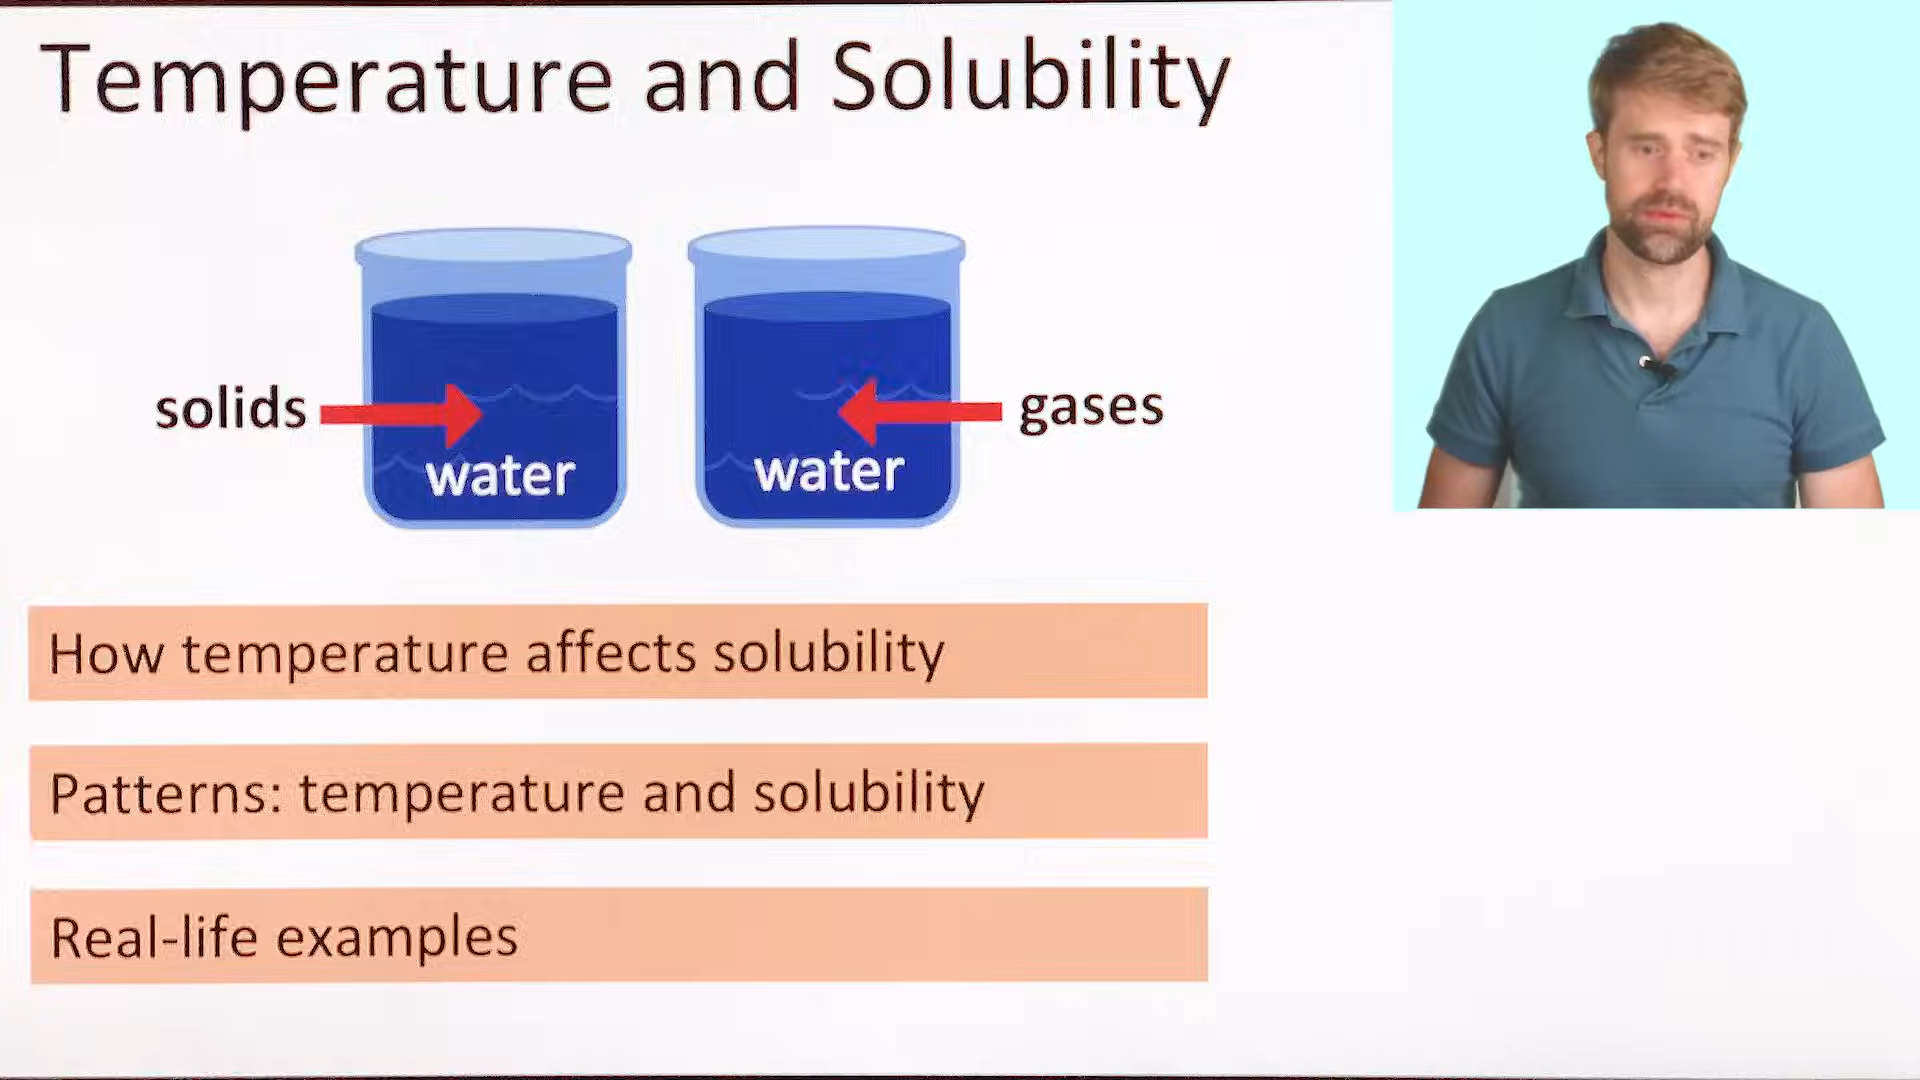 Temperature and Solubility
solids
water
water
gases
How temperature affects solubility
Patterns: temperature and solubility
Real-life examples